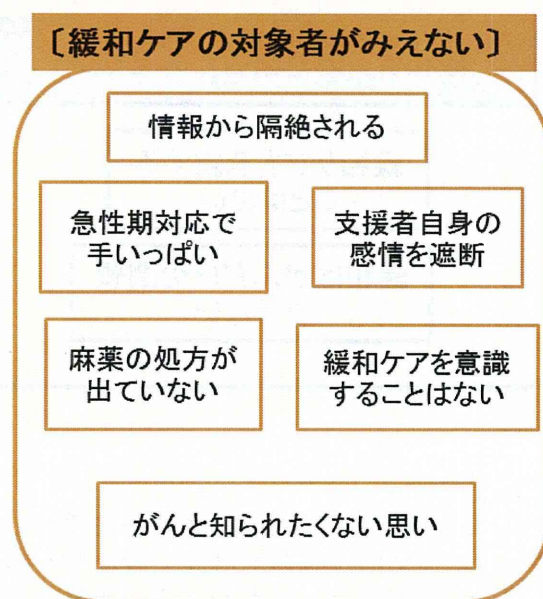 〔緩和ケアの対象者がみえない〕
情報から隔絶される
急性期対応で
手いっぱい
支援者自身の
感情を遮断
麻薬の処方が
出ていない
緩和ケアを意識
することはない
がんと知られたくない思い